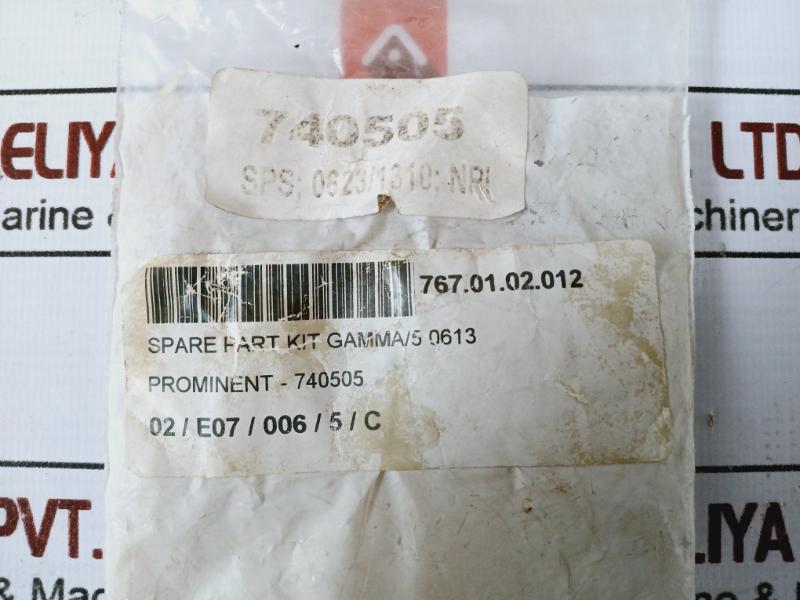 740505
SPS; 0623/1310; NRI
ELIYA
LTD
arine &
chiner
767.01.02.012
SPARE PART KIT GAMMA/5 0613
PROMINENT - 740505
02 / E07 / 006 / 5 / C
PVT.
LIYA
& Ma